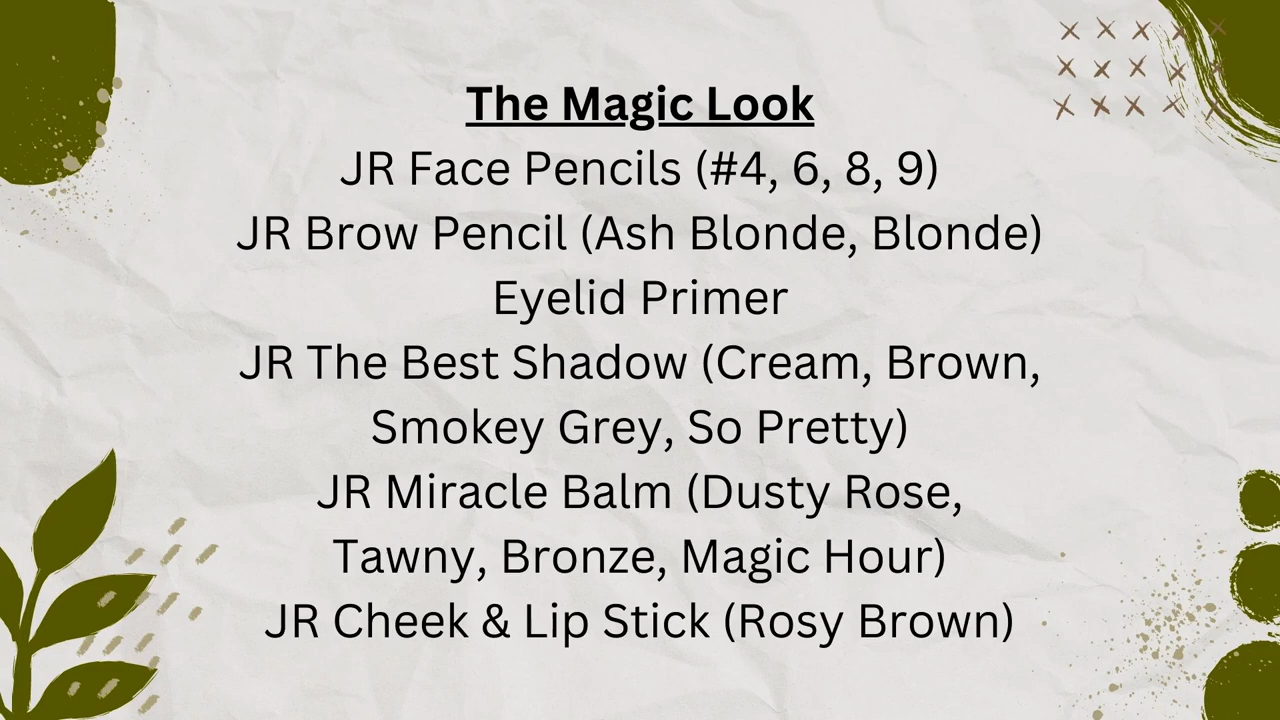 The Magic Look
JR Face Pencils (#4, 6, 8, 9)
JR Brow Pencil (Ash Blonde, Blonde)
Eyelid Primer
JR The Best Shadow (Cream, Brown,
Smokey Grey, So Pretty)
JR Miracle Balm (Dusty Rose,
Tawny, Bronze, Magic Hour)
JR Cheek & Lip Stick (Rosy Brown)